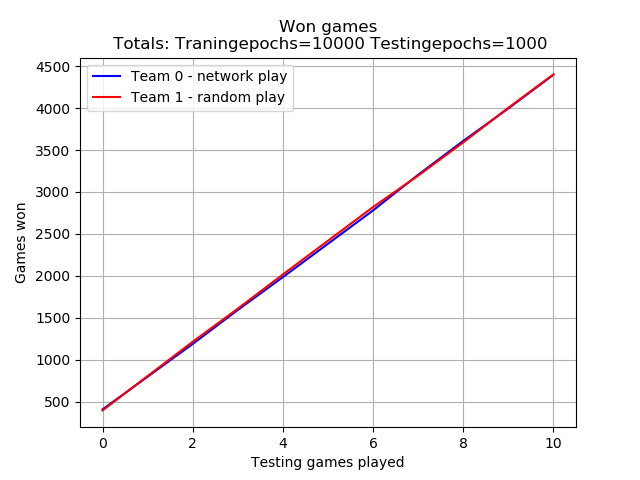 Won games
Totals: Traningepochs=10000 Testingepochs=1000
Team 0 - network play
Team 1 - random play
4500
4000
3500
3000
2500
2000
1500
1000
500
Games won
0 2 4 6 8 10
Testing games played